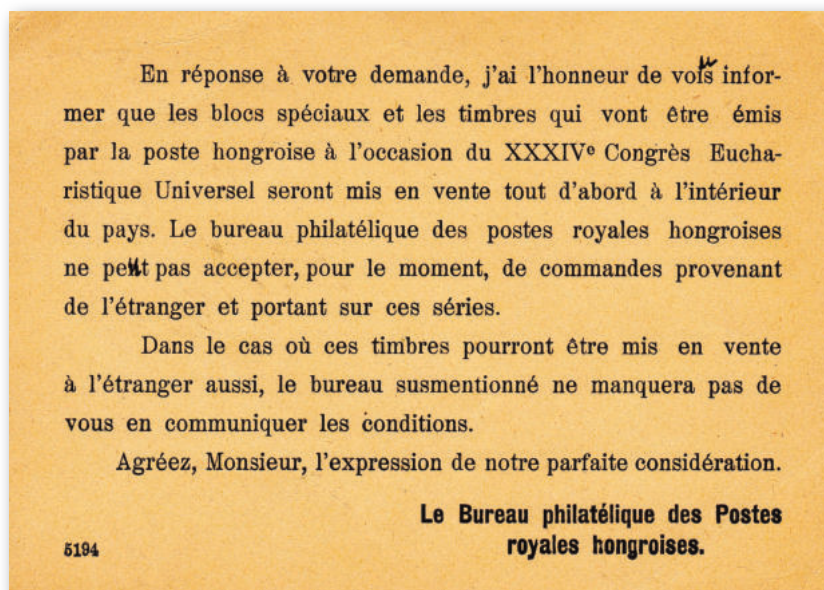 En réponse à votre demande, j'ai l'honneur de vous infor-
mer que les blocs spéciaux et les timbres qui vont être émis
par la poste hongroise à l'occasion du XXXIVᵉ Congrès Eucha-
ristique Universel seront mis en vente tout d'abord à l'intérieur
du pays. Le bureau philatélique des postes royales hongroises
ne peut pas accepter, pour le moment, de commandes provenant
de l'étranger et portant sur ces séries.
Dans le cas où ces timbres pourront être mis en vente
à l'étranger aussi, le bureau susmentionné ne manquera pas de
vous en communiquer les conditions.
Agréez, Monsieur, l'expression de notre parfaite considération.
Le Bureau philatélique des Postes
royales hongroises.
5194